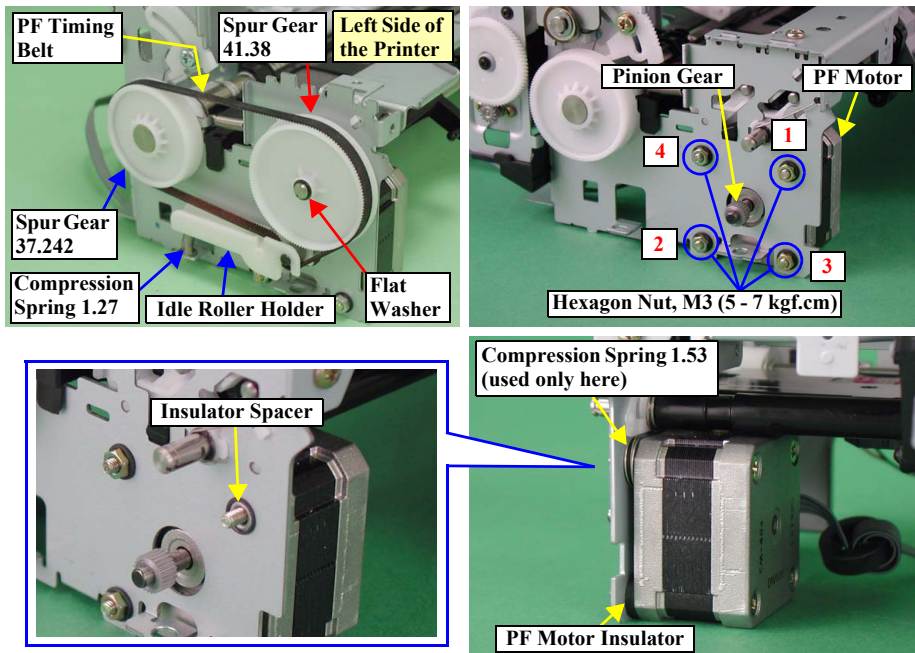 PF Timing
Belt
Spur Gear
41.38
Left Side of
the Printer
Spur Gear
37.242
Compression
Spring 1.27
Idle Roller Holder
Flat
Washer
Pinion Gear
PF Motor
1
4
2
3
Hexagon Nut, M3 (5 - 7 kgf.cm)
Insulator Spacer
Compression Spring 1.53
(used only here)
PF Motor Insulator